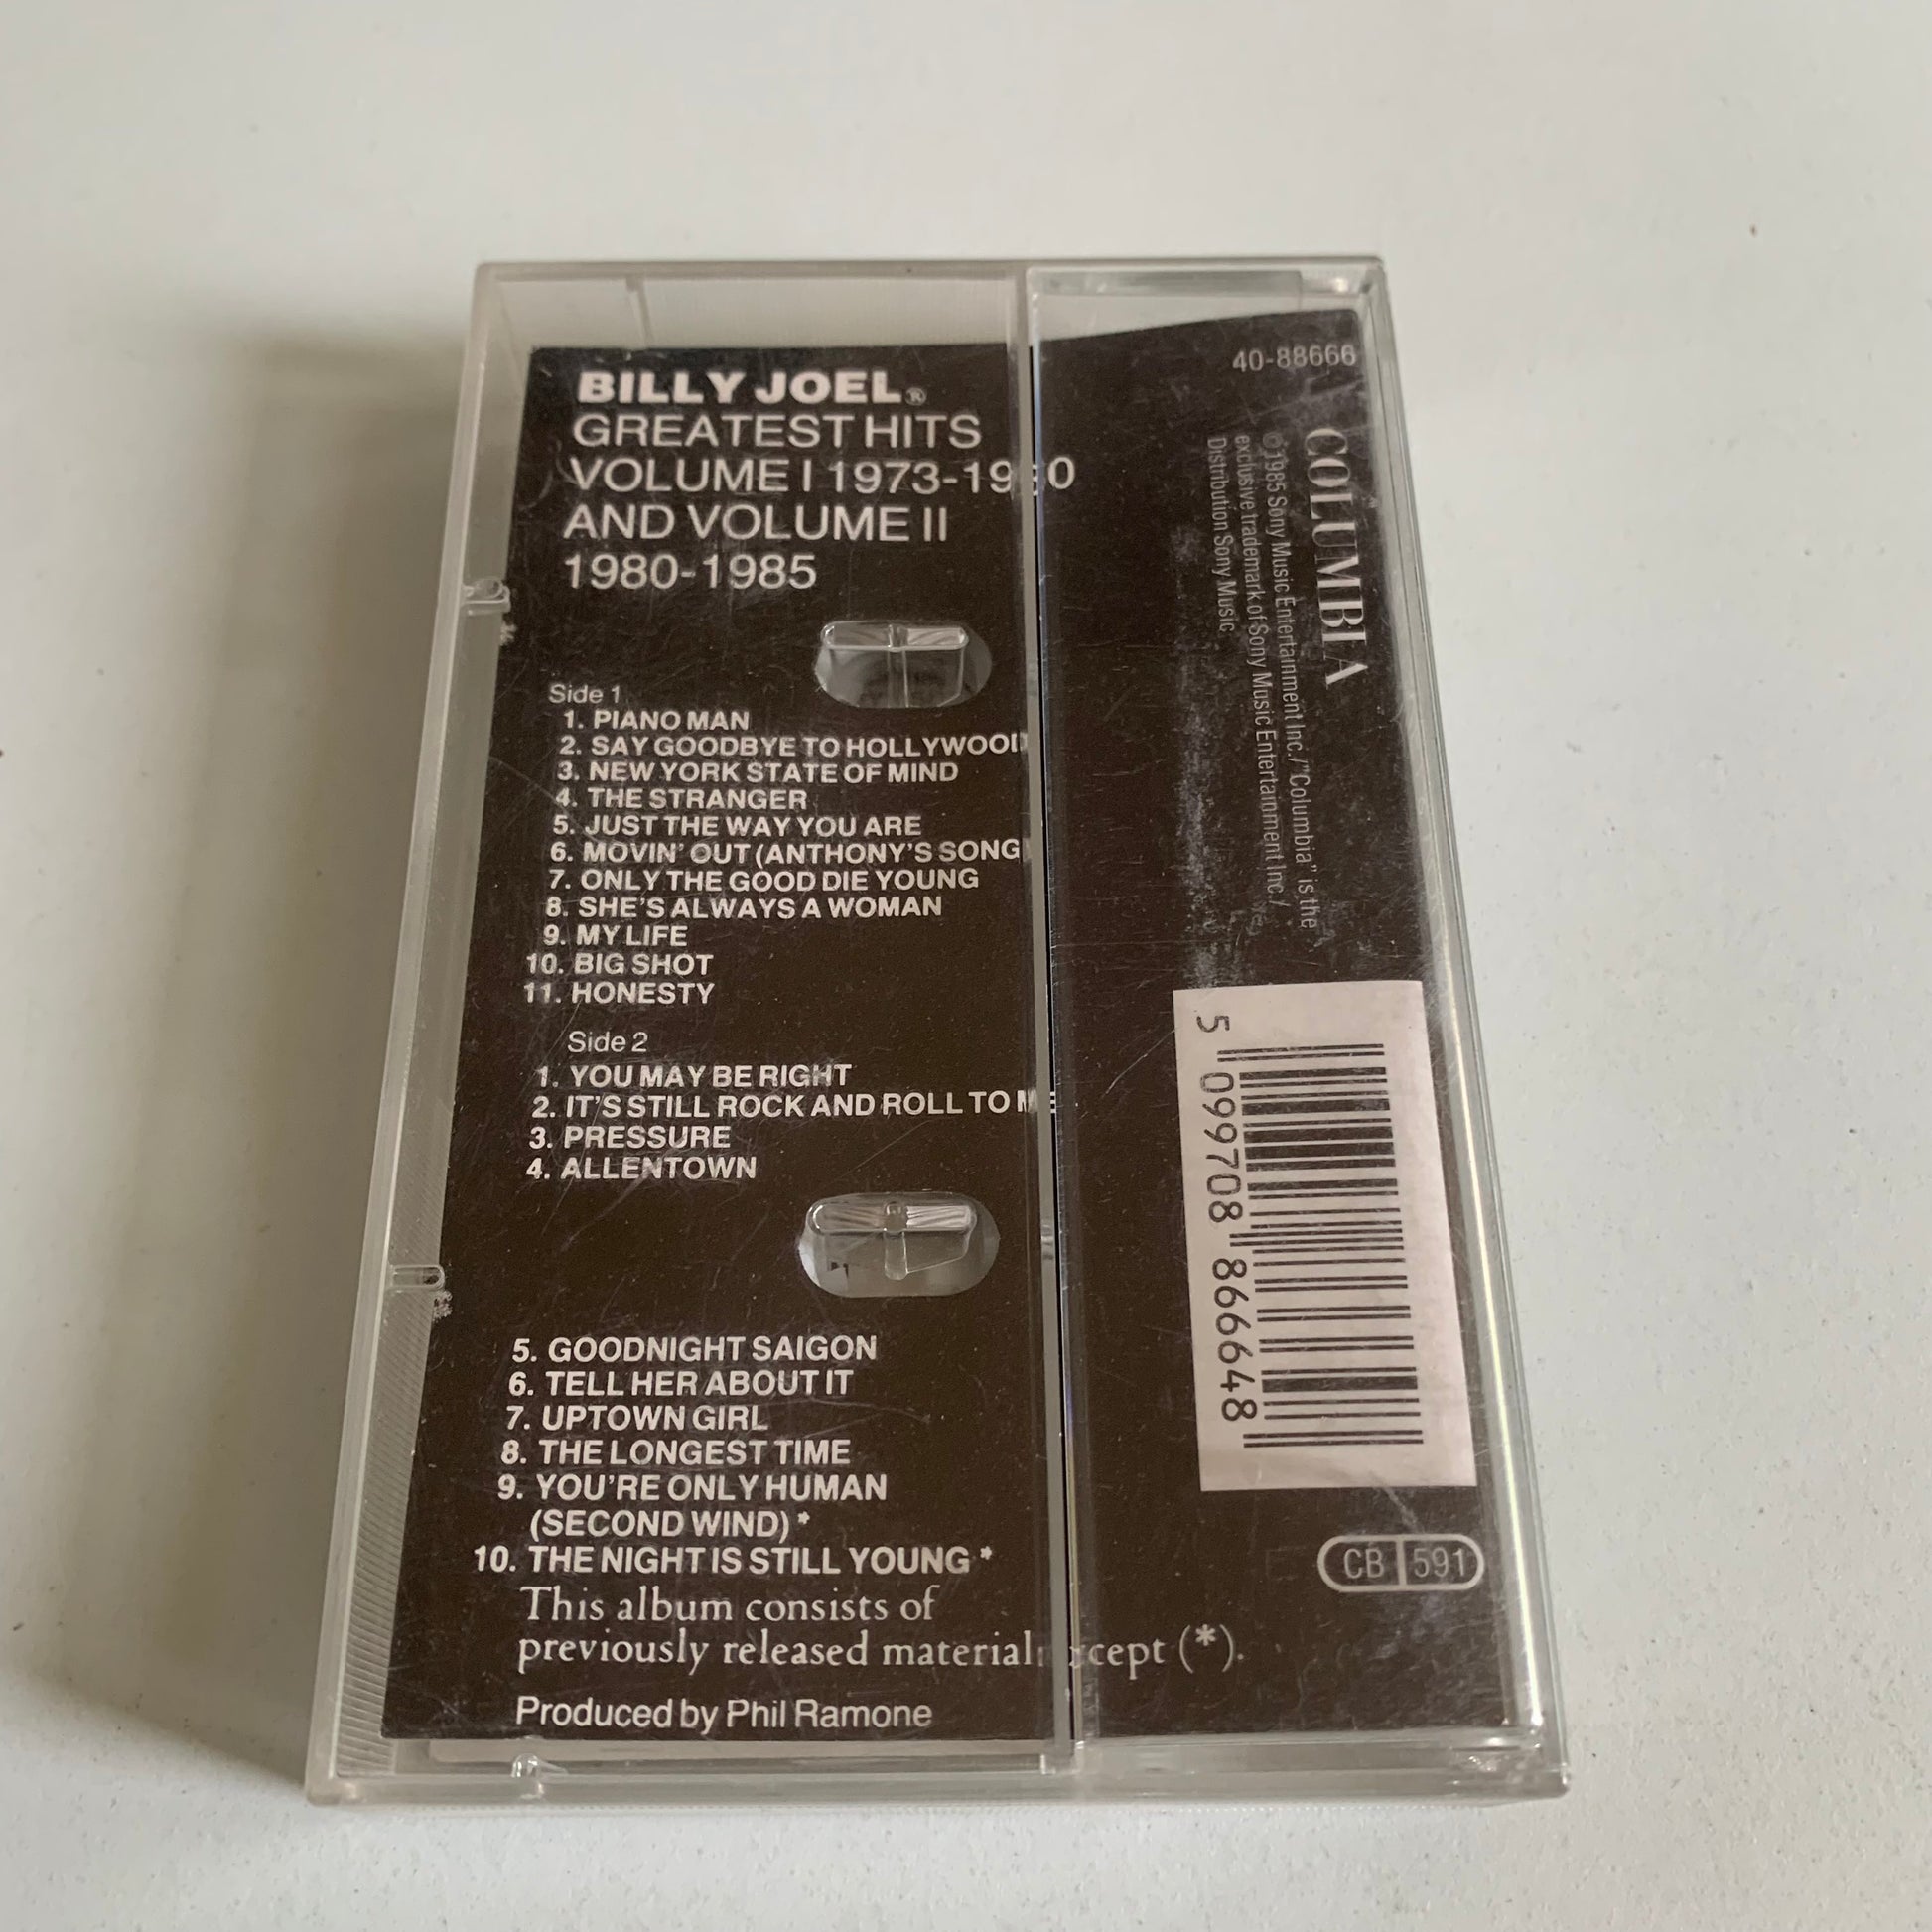 BILLY JOEL®
GREATEST HITS
VOLUME I 1973-1980
AND VOLUME II
1980-1985
Side 1
1. PIANO MAN
2. SAY GOODBYE TO HOLLYWOOD
3. NEW YORK STATE OF MIND
4. THE STRANGER
5. JUST THE WAY YOU ARE
6. MOVIN' OUT (ANTHONY'S SONG)
7. ONLY THE GOOD DIE YOUNG
8. SHE'S ALWAYS A WOMAN
9. MY LIFE
10. BIG SHOT
11. HONESTY
Side 2
1. YOU MAY BE RIGHT
2. IT'S STILL ROCK AND ROLL TO ME
3. PRESSURE
4. ALLENTOWN
5. GOODNIGHT SAIGON
6. TELL HER ABOUT IT
7. UPTOWN GIRL
8. THE LONGEST TIME
9. YOU'RE ONLY HUMAN
(SECOND WIND)*
10. THE NIGHT IS STILL YOUNG*
This album consists of
previously released material except (*).
Produced by Phil Ramone
40-88666
COLUMBIA
℗1985 Sony Music Entertainment Inc./"Columbia" is the
exclusive trademark of Sony Music Entertainment Inc./
Distribution Sony Music
5 099708 866648
CB 591